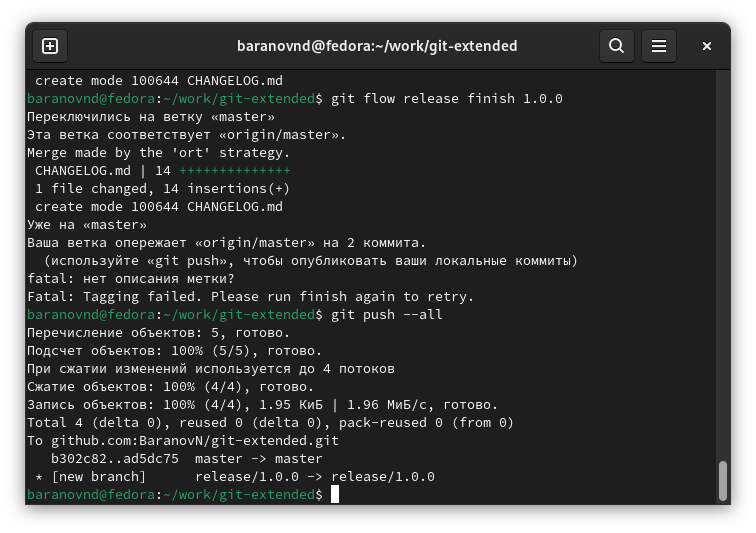 baranovnd@fedora:~/work/git-extended
 create mode 100644 CHANGELOG.md
baranovnd@fedora:~/work/git-extended$ git flow release finish 1.0.0
Переключились на ветку «master»
Эта ветка соответствует «origin/master».
Merge made by the 'ort' strategy.
 CHANGELOG.md | 14 ++++++++++++++
 1 file changed, 14 insertions(+)
 create mode 100644 CHANGELOG.md
Уже на «master»
Ваша ветка опережает «origin/master» на 2 коммита.
  (используйте «git push», чтобы опубликовать ваши локальные коммиты)
fatal: нет описания метки?
Fatal: Tagging failed. Please run finish again to retry.
baranovnd@fedora:~/work/git-extended$ git push --all
Перечисление объектов: 5, готово.
Подсчет объектов: 100% (5/5), готово.
При сжатии изменений используется до 4 потоков
Сжатие объектов: 100% (4/4), готово.
Запись объектов: 100% (4/4), 1.95 КиБ | 1.96 МиБ/с, готово.
Total 4 (delta 0), reused 0 (delta 0), pack-reused 0 (from 0)
To github.com:BaranovN/git-extended.git
   b302c82..ad5dc75  master -> master
 * [new branch]      release/1.0.0 -> release/1.0.0
baranovnd@fedora:~/work/git-extended$